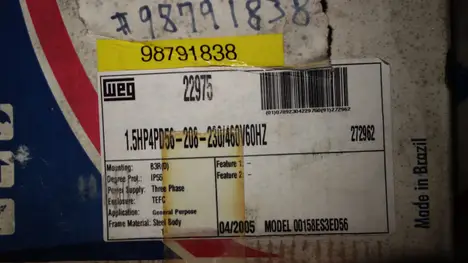 #98791838
98791838
WEG
22975
1.5HP4PD56-208-230/460V60HZ
272962
Mounting: B3R(D)
Degree Prot.: IP55
Power Supply: Three Phase
Enclosure: TEFC
Application: General Purpose
Frame Material: Steel Body
Feature 1: -
Feature 2: -
04/2005
MODEL 00158ES3ED56
Made in Brazil